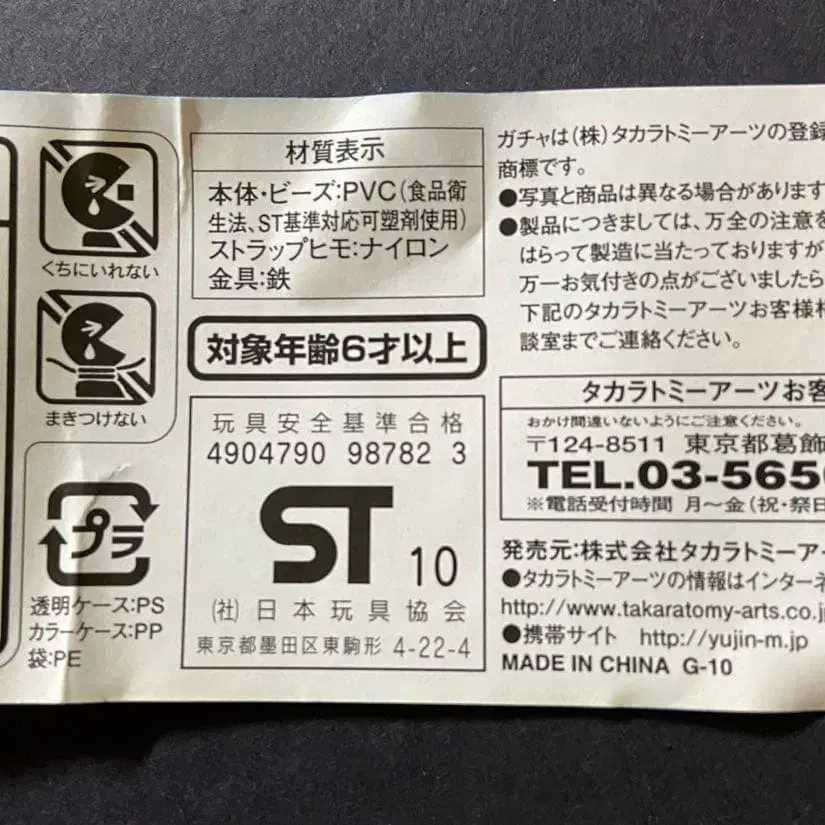 くちにいれない
まきつけない
プラ
透明ケース:PS
カラーケース:PP
袋:PE
材質表示
本体・ビーズ:PVC(食品衛
生法、ST基準対応可塑剤使用)
ストラップヒモ:ナイロン
金具:鉄
対象年齢6才以上
玩具安全基準合格
4904790 98782 3
ST 10
(社)日本玩具協会
東京都墨田区東駒形 4-22-4
ガチャは(株)タカラトミーアーツの登録
商標です。
●写真と商品は異なる場合があります
●製品につきましては、万全の注意を
はらって製造に当たっておりますが
万一お気付きの点がございましたら
下記のタカラトミーアーツお客様相
談室までご連絡ください。
タカラトミーアーツお客
おかけ間違いないようにご注意ください。
〒124-8511 東京都葛飾
TEL.03-565
※電話受付時間 月〜金(祝・祭日
発売元:株式会社タカラトミーア
●タカラトミーアーツの情報はインターネ
http://www.takaratomy-arts.co.j
●携帯サイト http://yujin-m.jp
MADE IN CHINA G-10